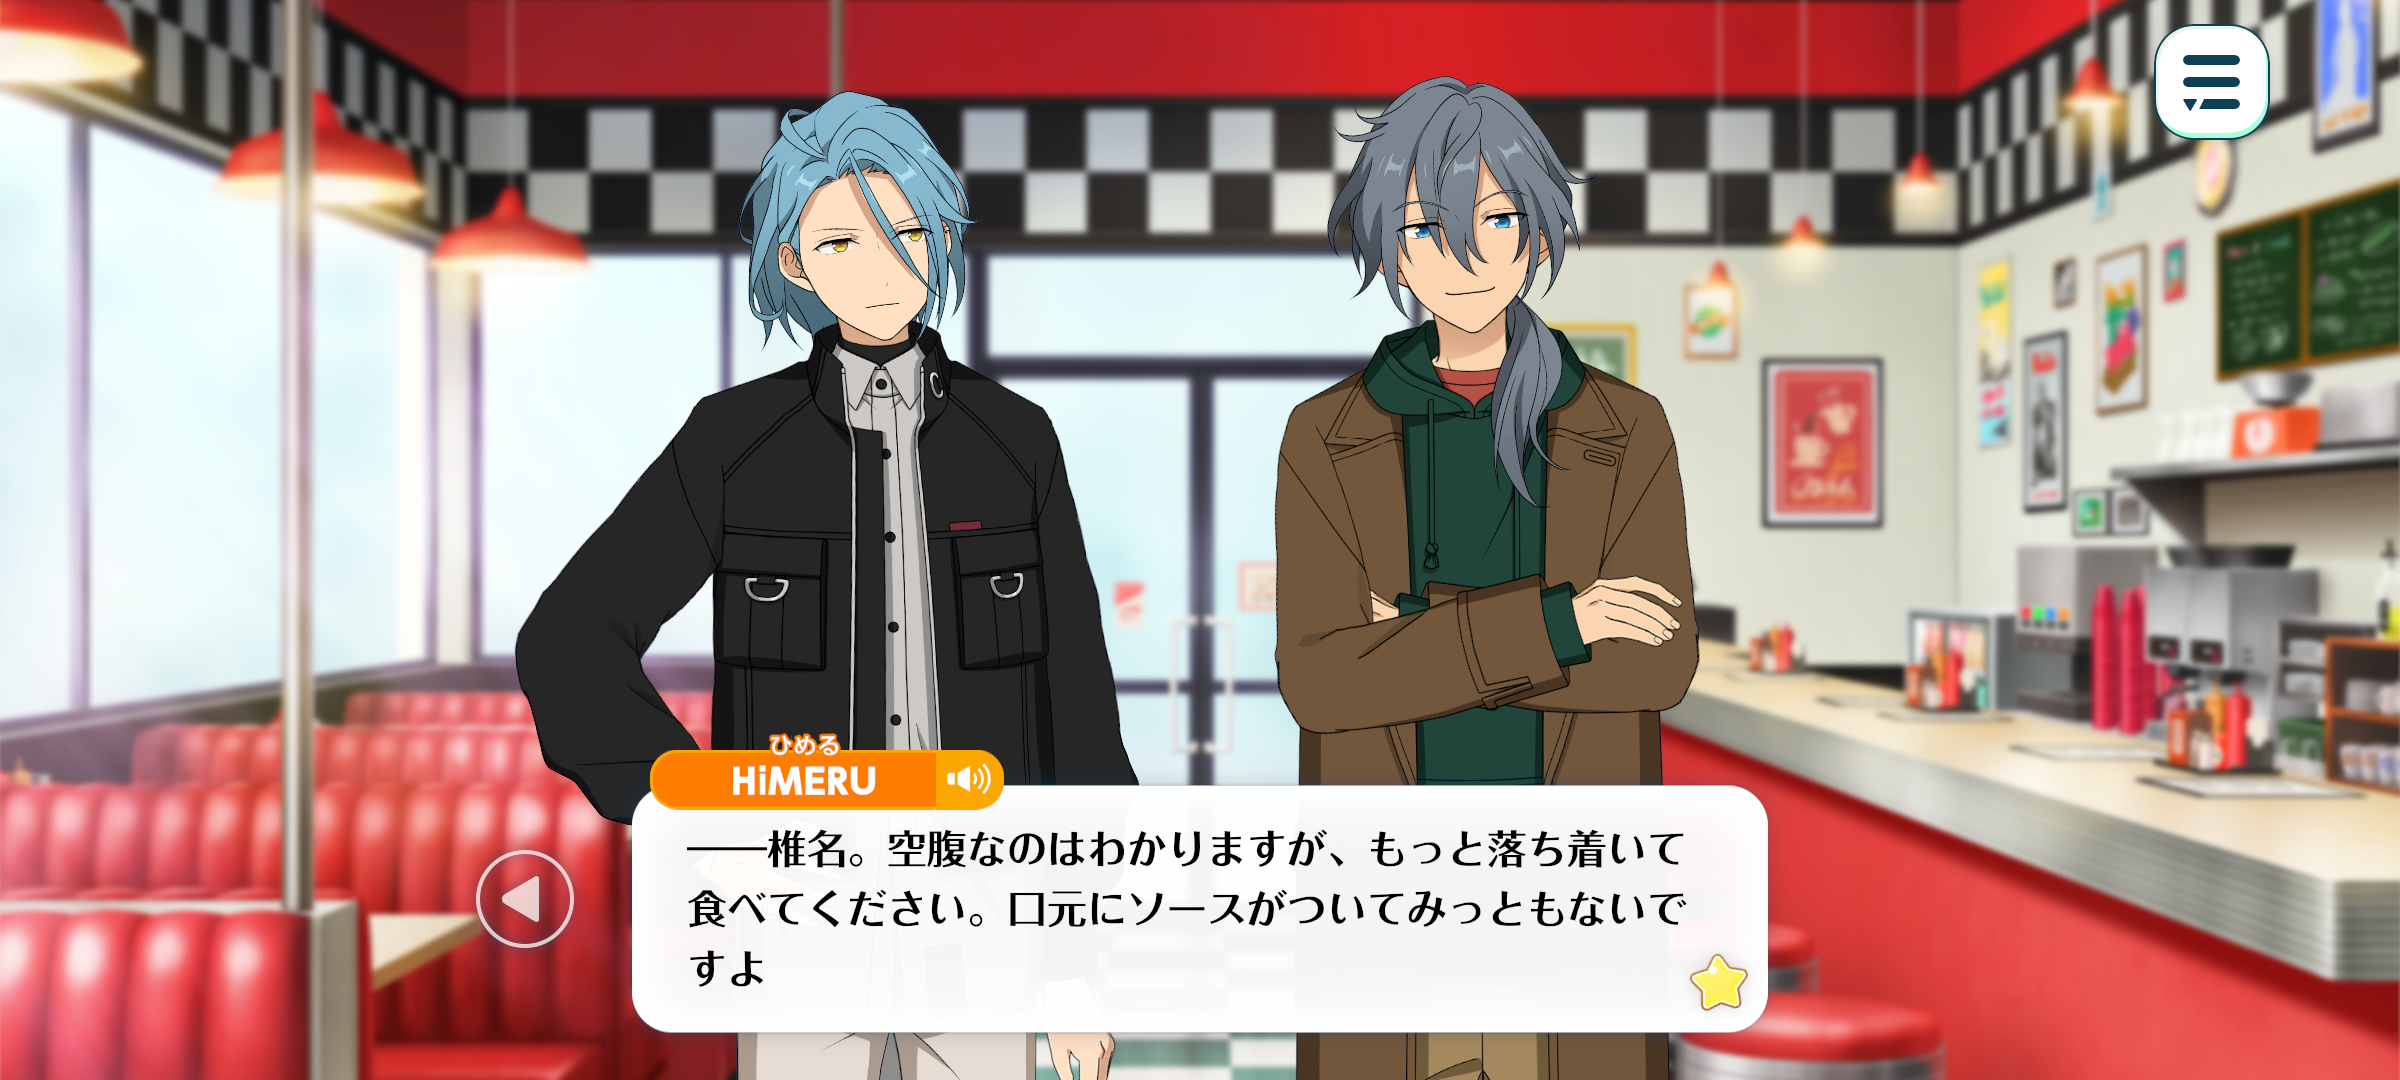 ひめる
HiMERU
――椎名。空腹なのはわかりますが、もっと落ち着いて
食べてください。口元にソースがついてみっともないで
すよ